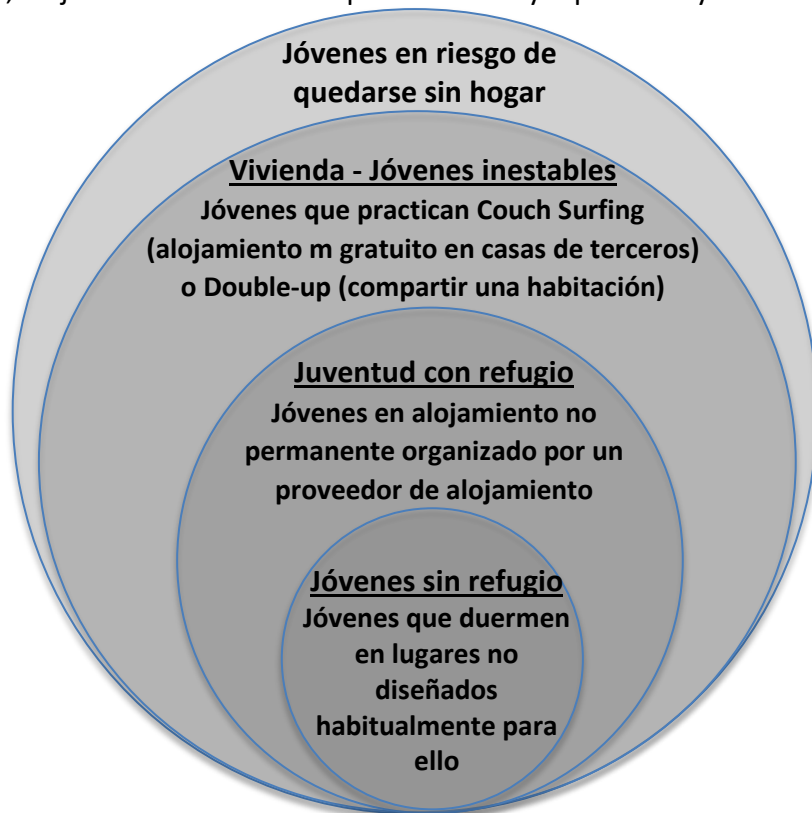 Jóvenes en riesgo de
quedarse sin hogar
Vivienda - Jóvenes inestables
Jóvenes que practican Couch Surfing
(alojamiento m gratuito en casas de terceros)
o Double-up (compartir una habitación)
Juventud con refugio
Jóvenes en alojamiento no
permanente organizado por un
proveedor de alojamiento
Jóvenes sin refugio
Jóvenes que duermen
en lugares no
diseñados
habitualmente para
ello